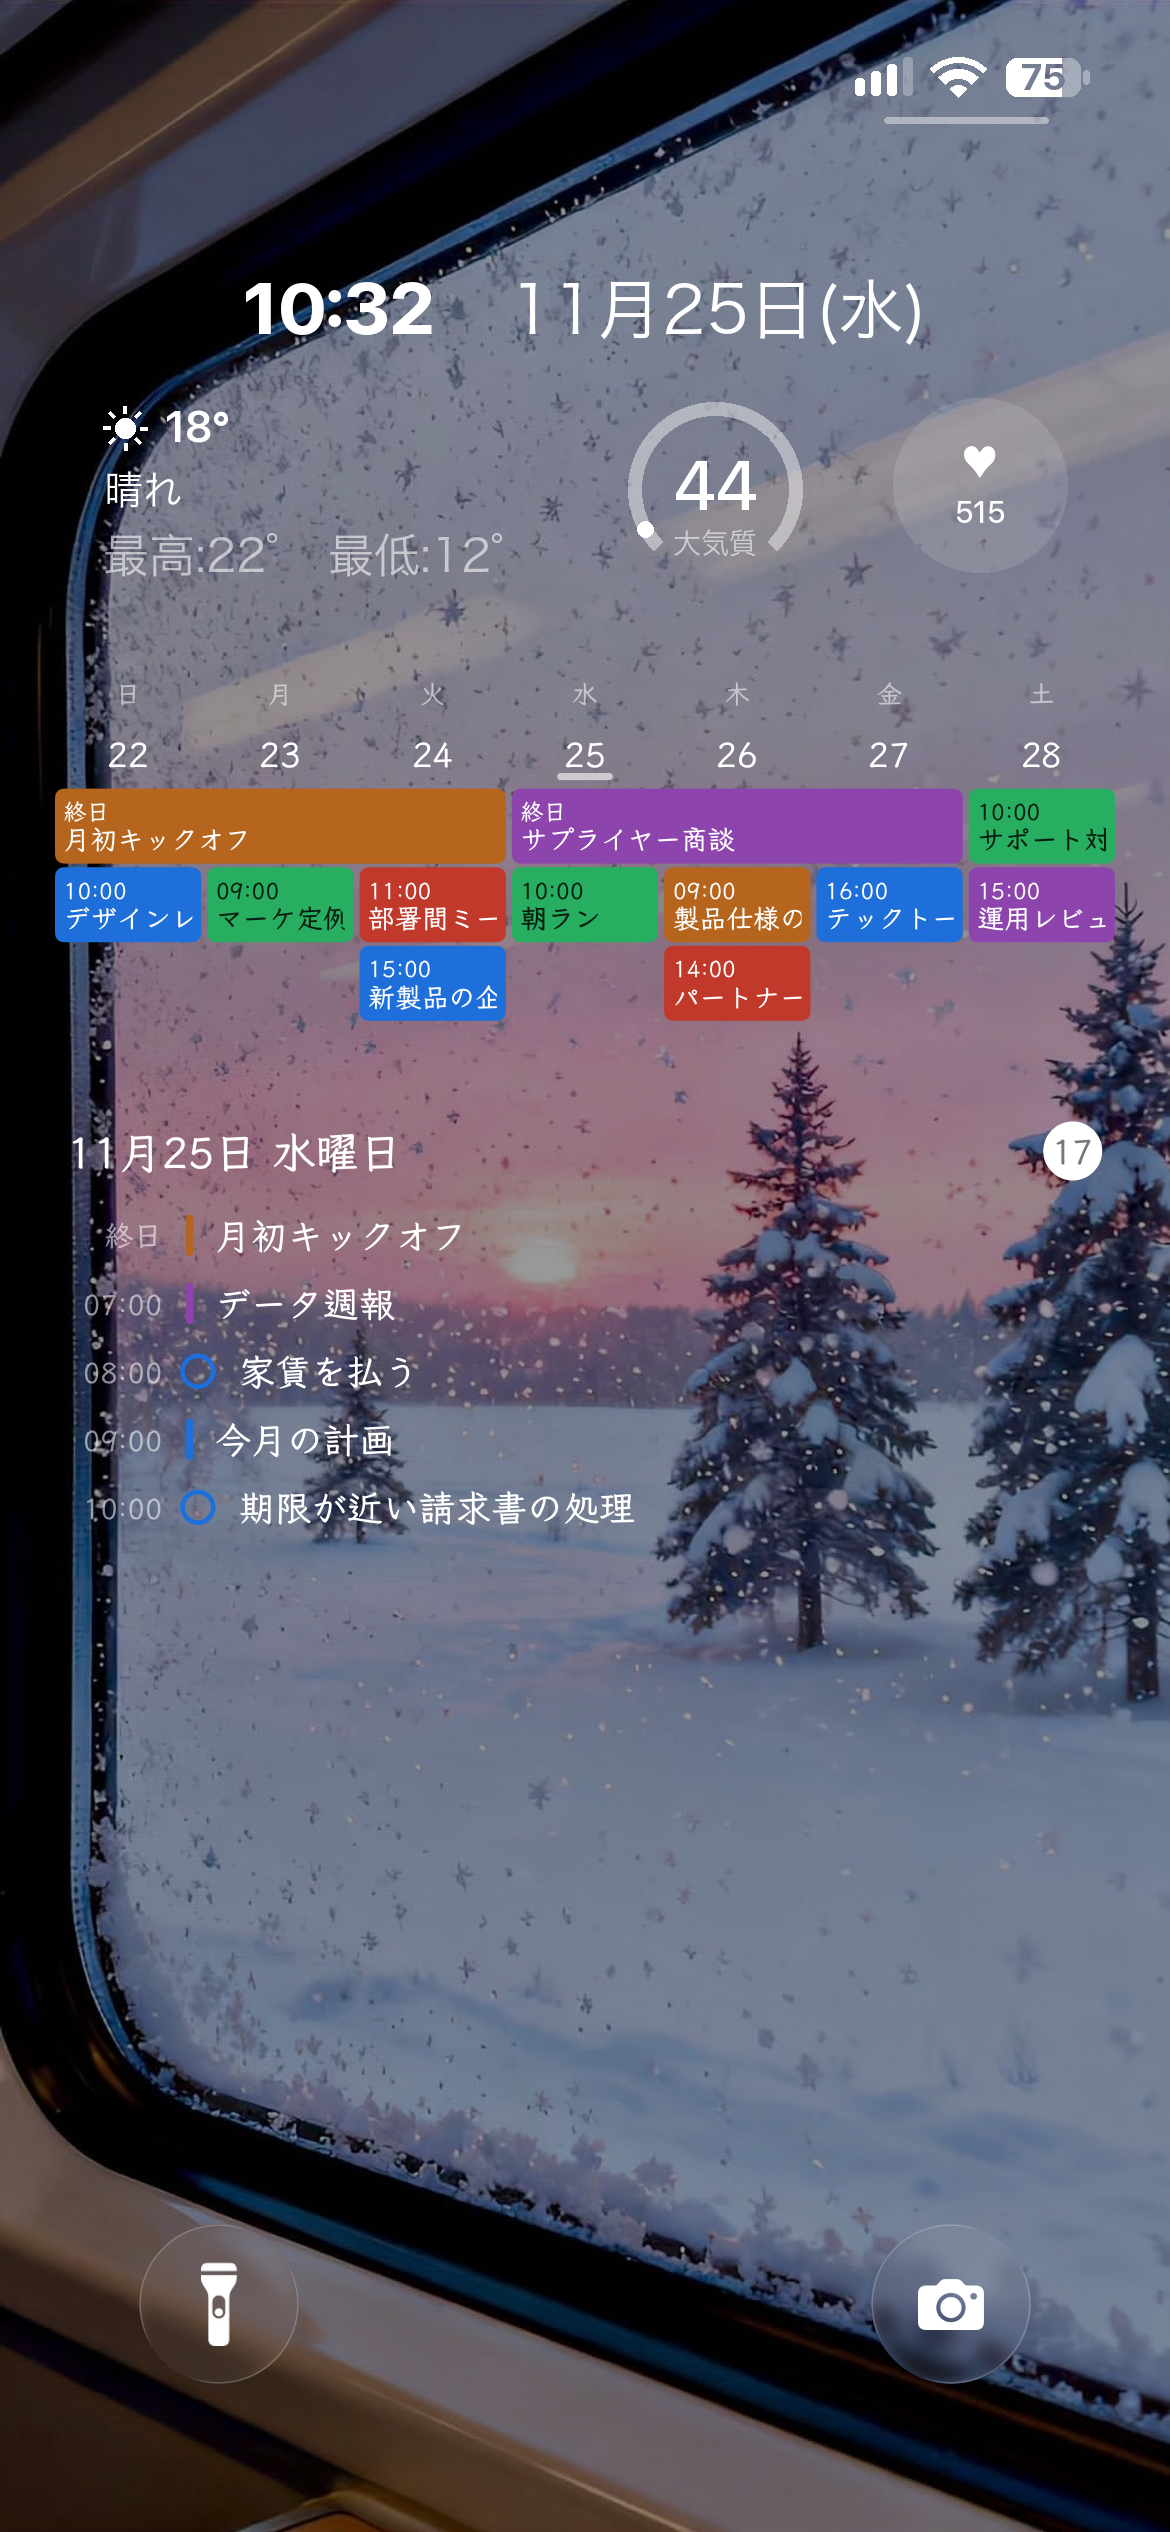 75
10:32 11月25日(水)
18°
晴れ
最高:22° 最低:12°
44
大気質
515
日 月 火 水 木 金 土
22 23 24 25 26 27 28
終日
月初キックオフ
終日
サプライヤー商談
10:00
サポート対
10:00
デザインレ
09:00
マーケ定例
11:00
部署間ミー
10:00
朝ラン
09:00
製品仕様の
16:00
テックトー
15:00
運用レビュ
15:00
新製品の企
14:00
パートナー
11月25日 水曜日 17
終日 月初キックオフ
07:00 データ週報
08:00 家賃を払う
09:00 今月の計画
10:00 期限が近い請求書の処理